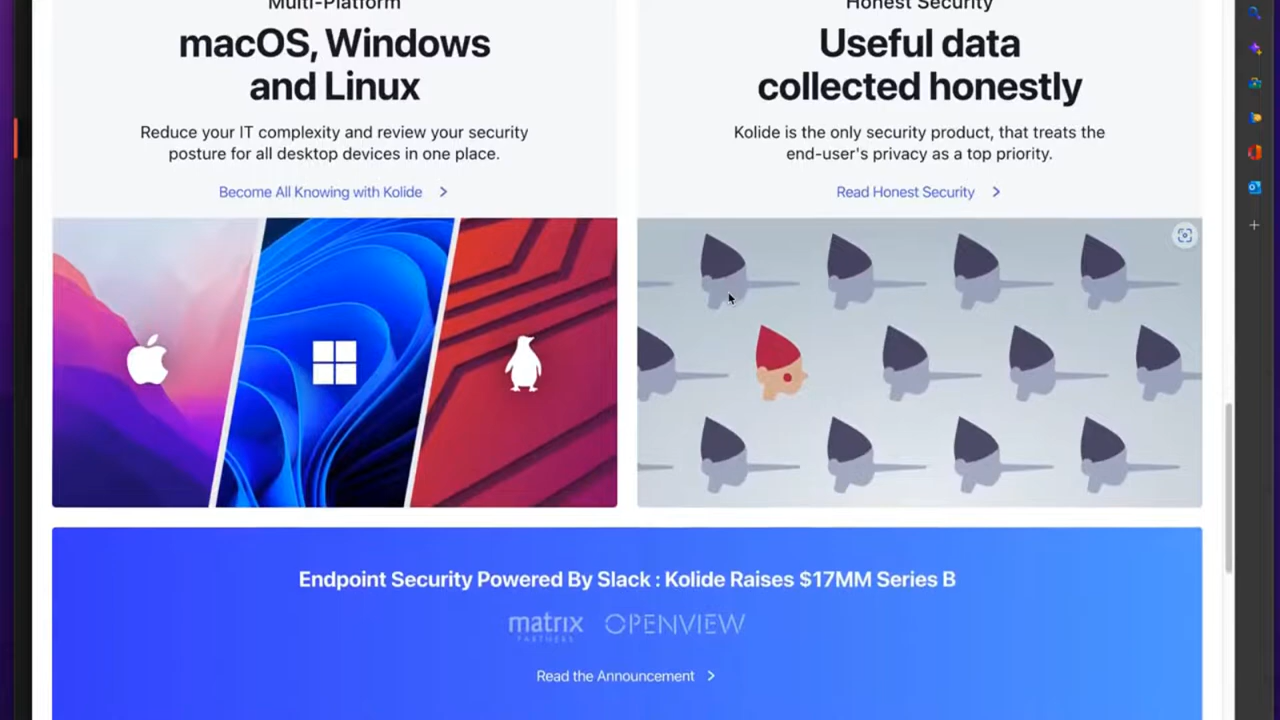 Multi-Platform
macOS, Windows
and Linux
Reduce your IT complexity and review your security
posture for all desktop devices in one place.
Become All Knowing with Kolide
Honest Security
Useful data
collected honestly
Kolide is the only security product, that treats the
end-user's privacy as a top priority.
Read Honest Security
Endpoint Security Powered By Slack : Kolide Raises $17MM Series B
matrix
PARTNERS
OPENVIEW
Read the Announcement